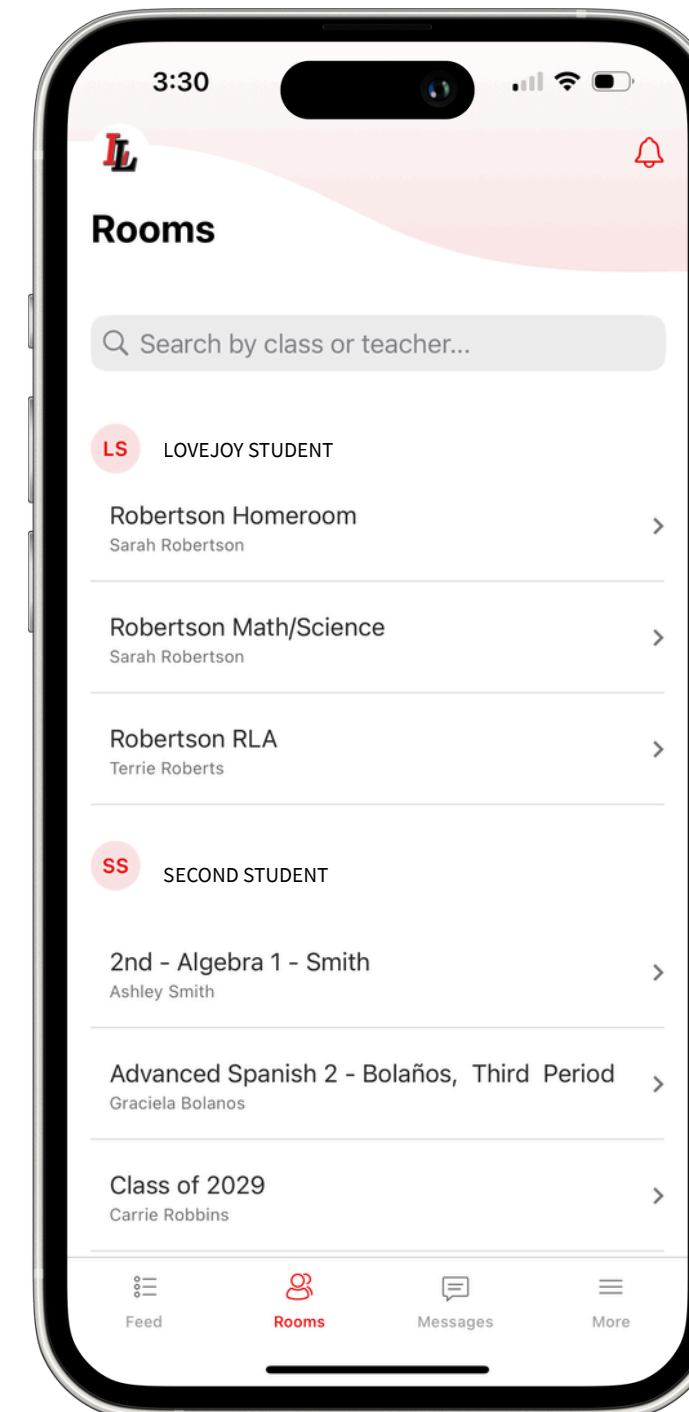 3:30
LL
Rooms
Search by class or teacher...
LS LOVEJOY STUDENT
Robertson Homeroom
Sarah Robertson
Robertson Math/Science
Sarah Robertson
Robertson RLA
Terrie Roberts
SS SECOND STUDENT
2nd - Algebra 1 - Smith
Ashley Smith
Advanced Spanish 2 - Bolaños, Third Period
Graciela Bolanos
Class of 2029
Carrie Robbins
Feed Rooms Messages More